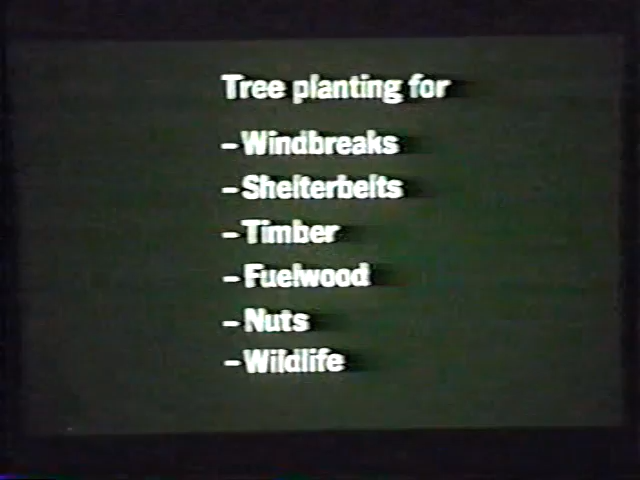 Tree planting for
–Windbreaks
–Shelterbelts
–Timber
–Fuelwood
–Nuts
–Wildlife